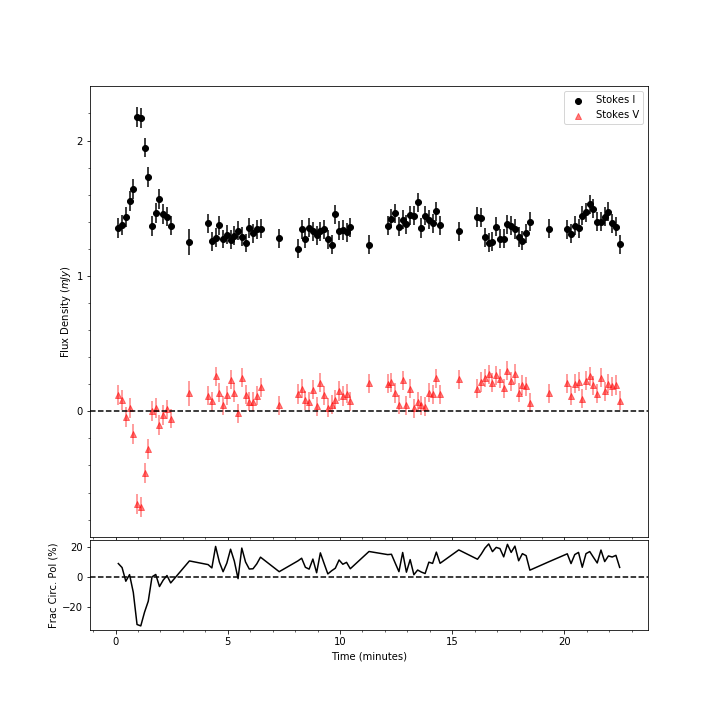 Stokes I
Stokes V
2
1
0
Flux Density (mJy)
20
0
−20
Frac Circ. Pol (%)
0
5
10
15
20
Time (minutes)